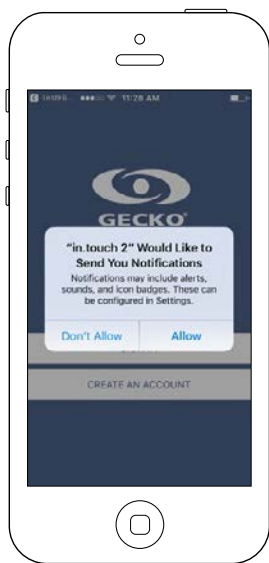 11:28 AM
GECKO
"in.touch 2" Would Like to
Send You Notifications
Notifications may include alerts,
sounds, and icon badges. These can
be configured in Settings.
Don't Allow
Allow
CREATE AN ACCOUNT